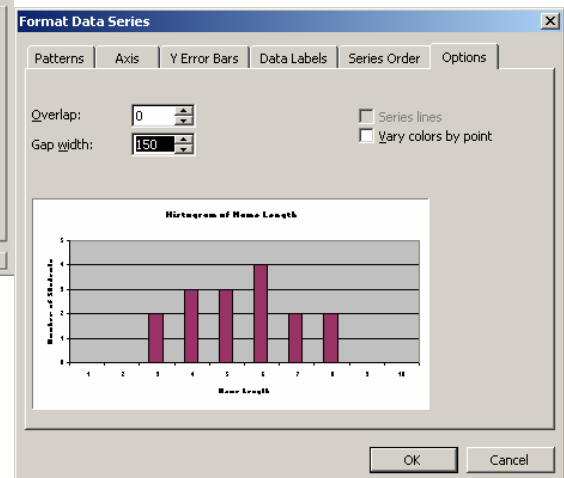 Format Data Series
Patterns Axis Y Error Bars Data Labels Series Order Options
Overlap: 0
Series lines
Gap width: 150
Vary colors by point
Histogram of Name Length
Number of Students
5
4
3
2
1
0
1 2 3 4 5 6 7 8 9 10
Name Length
OK Cancel